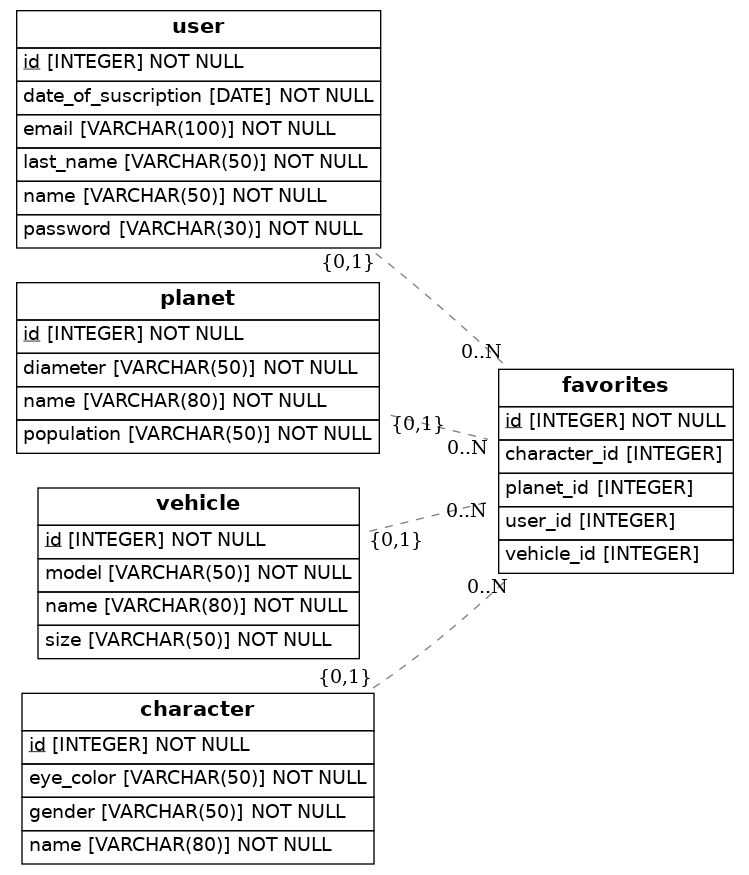 user
id [INTEGER] NOT NULL
date_of_suscription [DATE] NOT NULL
email [VARCHAR(100)] NOT NULL
last_name [VARCHAR(50)] NOT NULL
name [VARCHAR(50)] NOT NULL
password [VARCHAR(30)] NOT NULL
{0,1}
0..N
planet
id [INTEGER] NOT NULL
diameter [VARCHAR(50)] NOT NULL
name [VARCHAR(80)] NOT NULL
population [VARCHAR(50)] NOT NULL
{0,1}
0..N
favorites
id [INTEGER] NOT NULL
character_id [INTEGER]
planet_id [INTEGER]
user_id [INTEGER]
vehicle_id [INTEGER]
vehicle
id [INTEGER] NOT NULL
model [VARCHAR(50)] NOT NULL
name [VARCHAR(80)] NOT NULL
size [VARCHAR(50)] NOT NULL
0..N
{0,1}
0..N
{0,1}
character
id [INTEGER] NOT NULL
eye_color [VARCHAR(50)] NOT NULL
gender [VARCHAR(50)] NOT NULL
name [VARCHAR(80)] NOT NULL